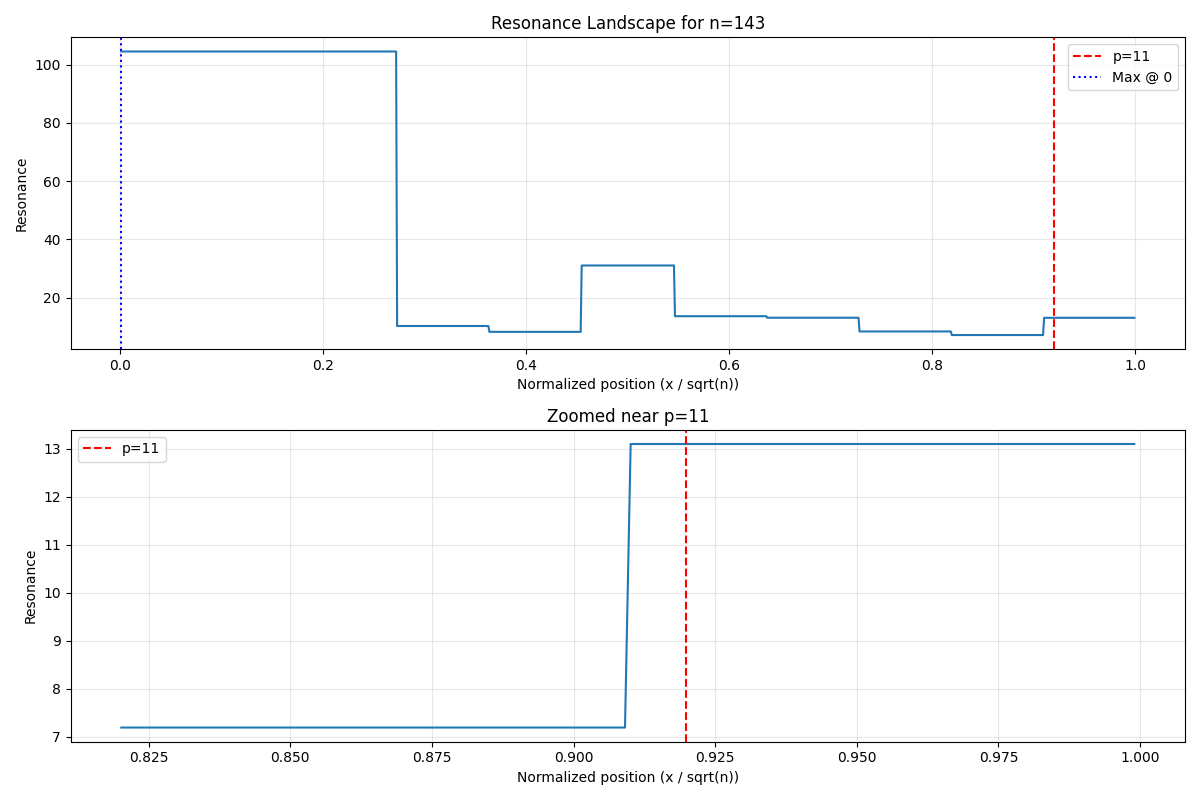 Resonance Landscape for n=143
Resonance
100
80
60
40
20
p=11
Max @ 0
0.0 0.2 0.4 0.6 0.8 1.0
Normalized position (x / sqrt(n))
Zoomed near p=11
Resonance
13
12
11
10
9
8
7
p=11
0.825 0.850 0.875 0.900 0.925 0.950 0.975 1.000
Normalized position (x / sqrt(n))